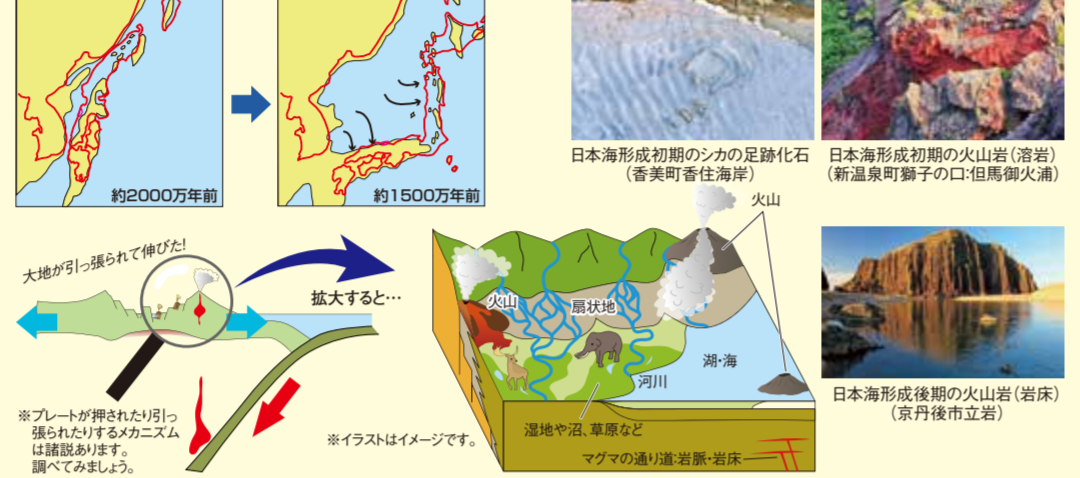 約2000万年前
約1500万年前
日本海形成初期のシカの足跡化石
（香美町香住海岸）
日本海形成初期の火山岩（溶岩）
（新温泉町獅子の口：但馬御火浦）
大地が引っ張られて伸びた！
拡大すると…
※プレートが押されたり引っ
張られたりするメカニズム
は諸説あります。
調べてみましょう。
※イラストはイメージです。
火山
火山
扇状地
湖・海
河川
湿地や沼、草原など
マグマの通り道：岩脈・岩床
日本海形成後期の火山岩（岩床）
（京丹後市立岩）